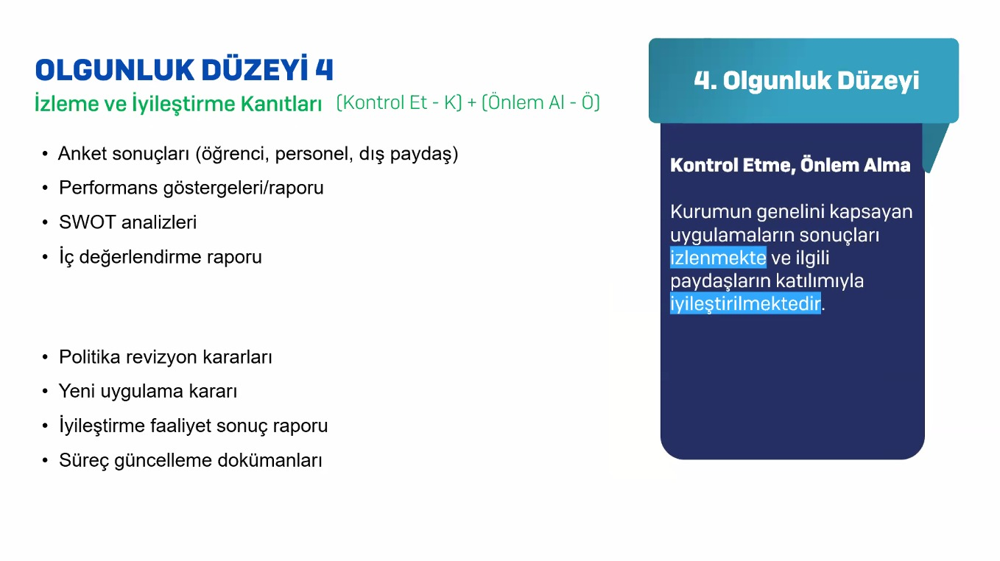 OLGUNLUK DÜZEYİ 4
İzleme ve İyileştirme Kanıtları (Kontrol Et - K) + (Önlem Al - Ö)
• Anket sonuçları (öğrenci, personel, dış paydaş)
• Performans göstergeleri/raporu
• SWOT analizleri
• İç değerlendirme raporu
• Politika revizyon kararları
• Yeni uygulama kararı
• İyileştirme faaliyet sonuç raporu
• Süreç güncelleme dokümanları
4. Olgunluk Düzeyi
Kontrol Etme, Önlem Alma
Kurumun genelini kapsayan
uygulamaların sonuçları
izlenmekte ve ilgili
paydaşların katılımıyla
iyileştirilmektedir.